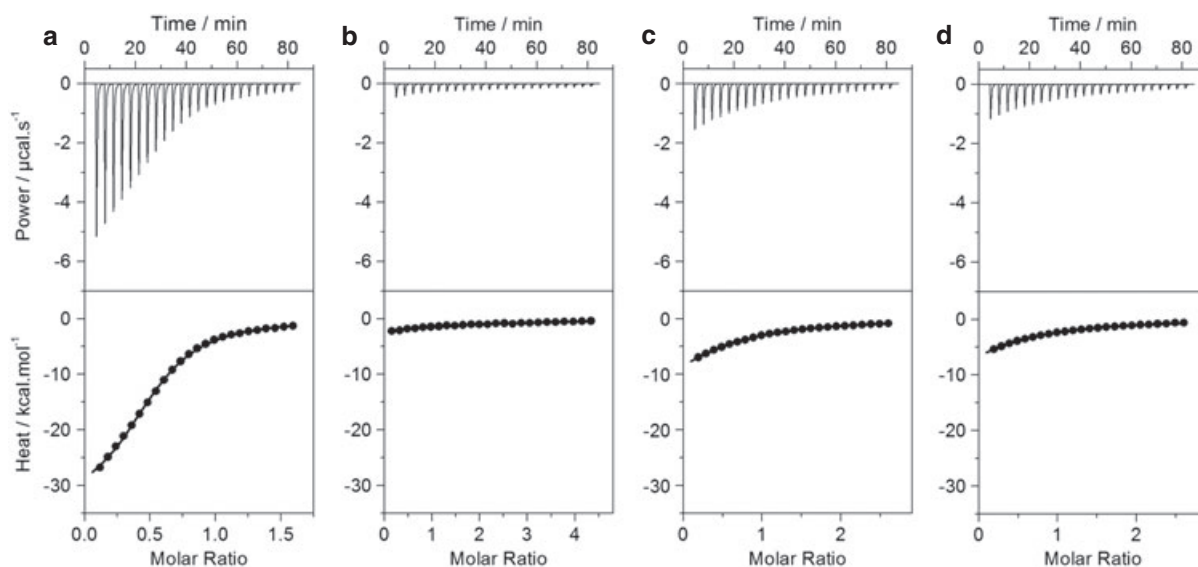 Time / min Time / min Time / min Time / min
a b c d
0 20 40 60 80 0 20 40 60 80 0 20 40 60 80 0 20 40 60 80
Power / µcal.s-1
0 0 0 0
-2 -2 -2 -2
-4 -4 -4 -4
-6 -6 -6 -6
Heat / kcal.mol-1
0 0 0 0
-10 -10 -10 -10
-20 -20 -20 -20
-30 -30 -30 -30
0.0 0.5 1.0 1.5 0 1 2 3 4 0 1 2 0 1 2
Molar Ratio Molar Ratio Molar Ratio Molar Ratio